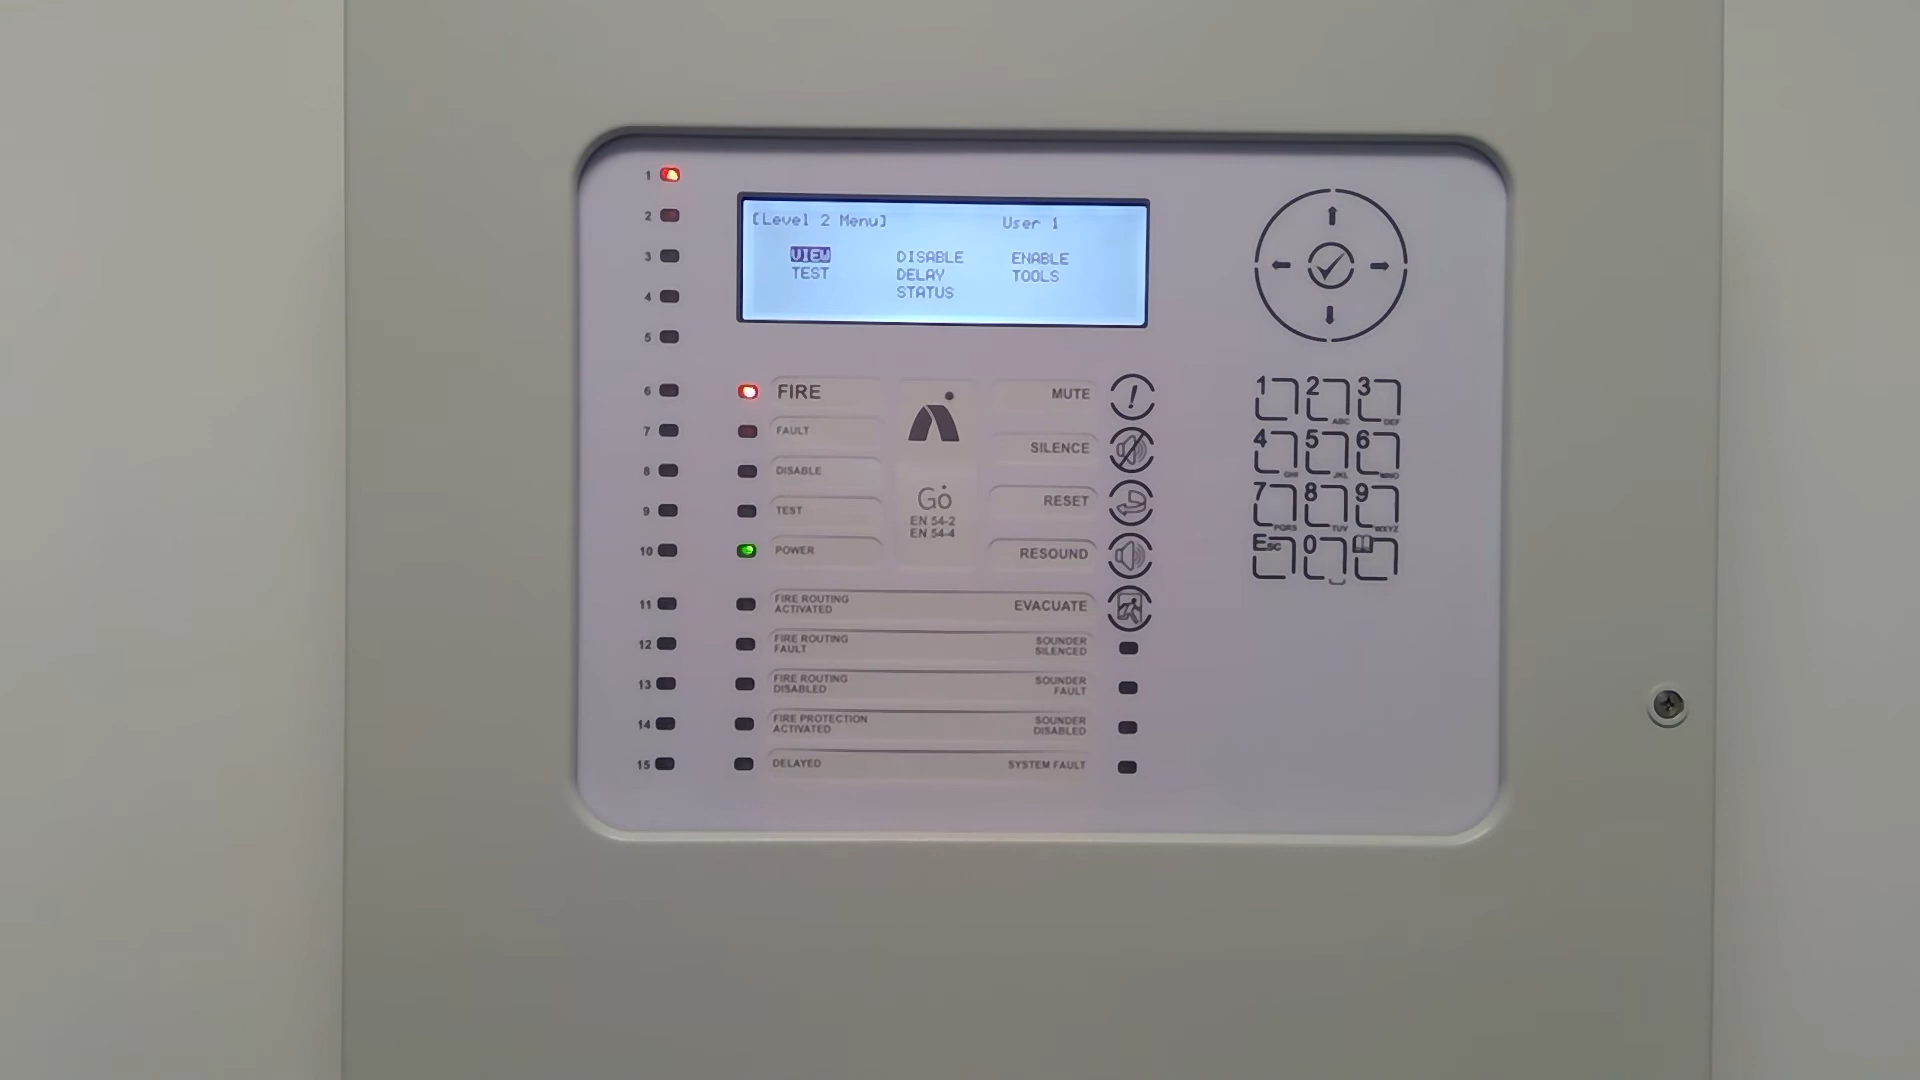 1
2
3
4
5
[Level 2 Menu] User 1
VIEW DISABLE ENABLE
TEST DELAY TOOLS
STATUS
6 FIRE
7 FAULT
8 DISABLE
9 TEST
10 POWER
Go
EN 54-2
EN 54-4
MUTE !
SILENCE
RESET
RESOUND
11 FIRE ROUTING
ACTIVATED
EVACUATE
12 FIRE ROUTING
FAULT
SOUNDER
SILENCED
13 FIRE ROUTING
DISABLED
SOUNDER
FAULT
14 FIRE PROTECTION
ACTIVATED
SOUNDER
DISABLED
15 DELAYED
SYSTEM FAULT
1 2 ABC 3 DEF
4 GHI 5 JKL 6 MNO
7 PQRS 8 TUV 9 WXYZ
Esc 0